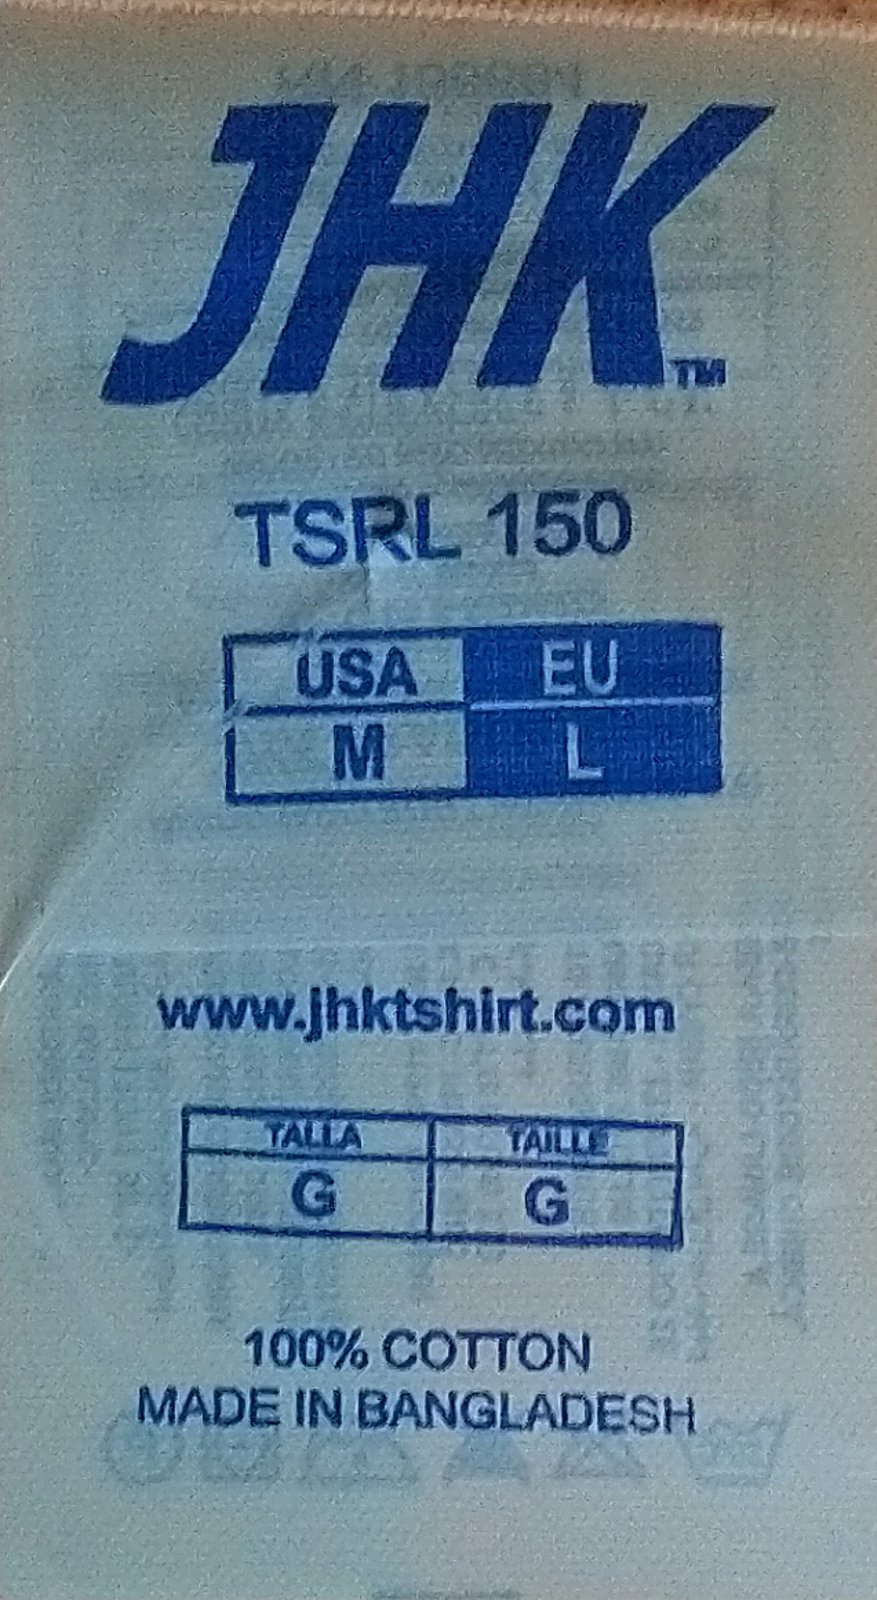 JHK™
TSRL 150
USA EU
M L
www.jhktshirt.com
TALLA TAILLE
G G
100% COTTON
MADE IN BANGLADESH